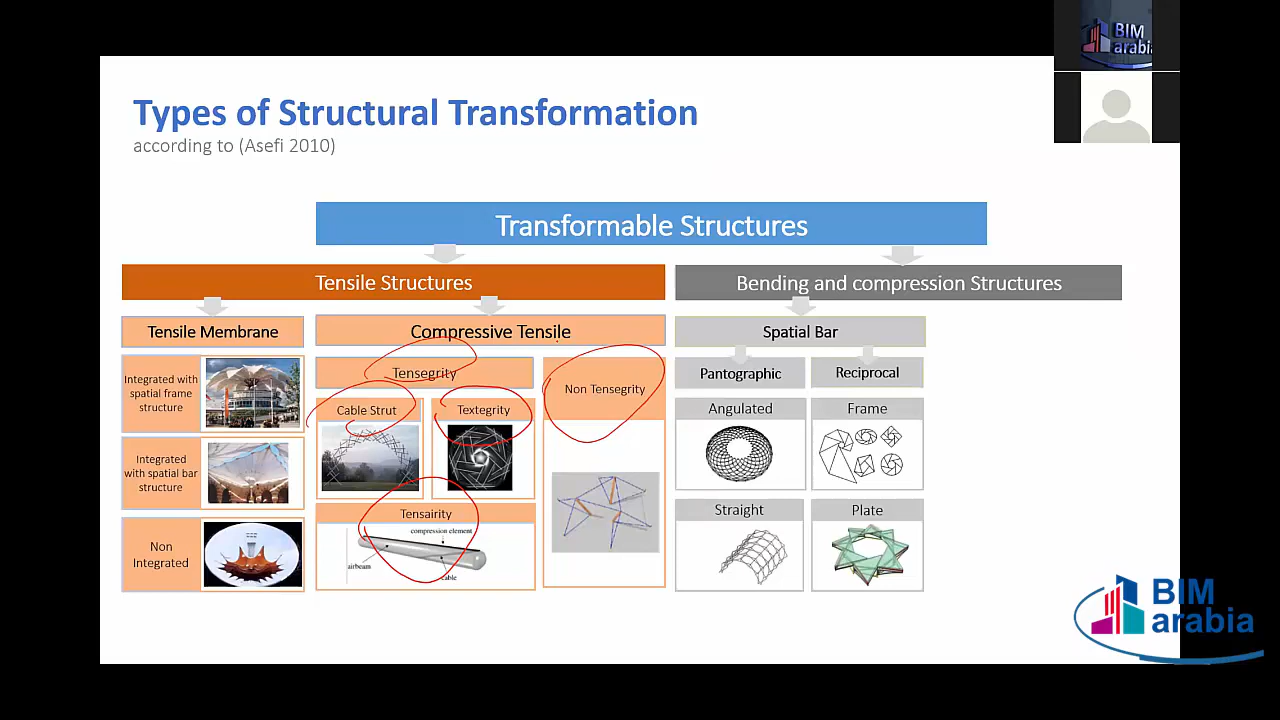 BIM
arabia
Types of Structural Transformation
according to (Asefi 2010)
Transformable Structures
Tensile Structures
Bending and compression Structures
Tensile Membrane
Compressive Tensile
Spatial Bar
Integrated with
spatial frame
structure
Integrated
with spatial bar
structure
Non
Integrated
Tensegrity
Non Tensegrity
Cable Strut
Textegrity
Tensairity
compression element
airbeam
cable
Pantographic
Reciprocal
Angulated
Frame
Straight
Plate
BIM
arabia